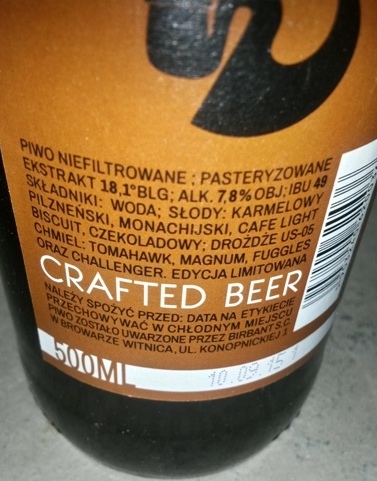 PIWO NIEFILTROWANE ; PASTERYZOWANE
EKSTRAKT 18,1°BLG; ALK. 7,8% OBJ; IBU 49
SKŁADNIKI: WODA; SŁODY: KARMELOWY
PILZNEŃSKI, MONACHIJSKI, CAFE LIGHT
BISCUIT, CZEKOLADOWY; DROŻDŻE US-05
CHMIEL: TOMAHAWK, MAGNUM, FUGGLES
ORAZ CHALLENGER. EDYCJA LIMITOWANA
CRAFTED BEER
NALEŻY SPOŻYĆ PRZED: DATA NA ETYKIECIE
PRZECHOWYWAĆ W CHŁODNYM MIEJSCU
PIWO ZOSTAŁO UWARZONE PRZEZ BIRBANT S.C.
W BROWARZE WITNICA, UL. KONOPNICKIEJ 1
500ML
10.09.15 1